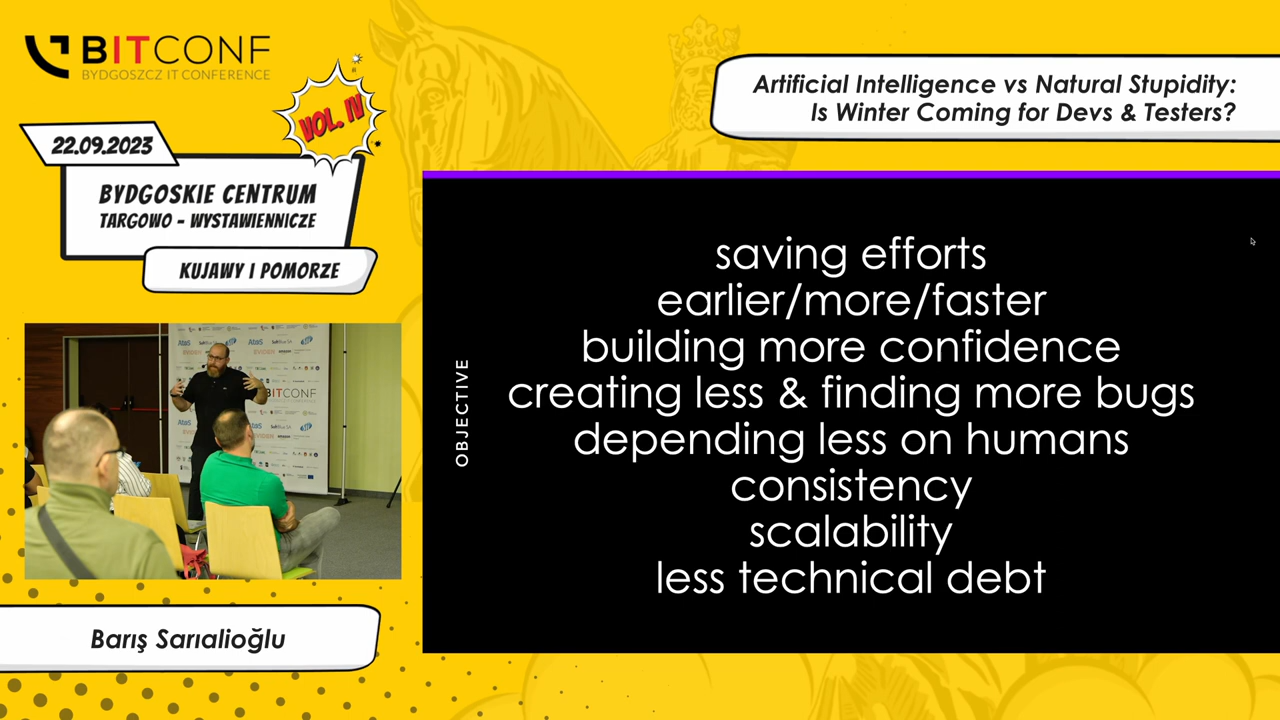 BITCONF
BYDGOSZCZ IT CONFERENCE
VOL. IV
22.09.2023
BYDGOSKIE CENTRUM
TARGOWO - WYSTAWIENNICZE
KUJAWY I POMORZE
Artificial Intelligence vs Natural Stupidity:
Is Winter Coming for Devs & Testers?
OBJECTIVE
saving efforts
earlier/more/faster
building more confidence
creating less & finding more bugs
depending less on humans
consistency
scalability
less technical debt
AtoS
BITCONF
Barış Sarıalioğlu